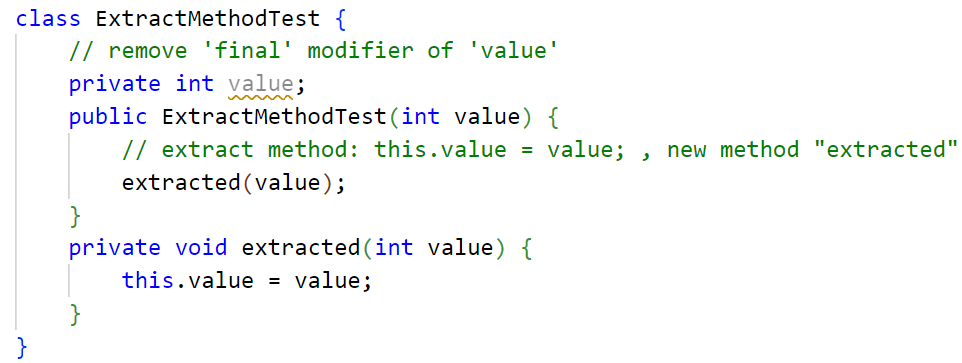 class ExtractMethodTest {
// remove 'final' modifier of 'value'
private int value;
public ExtractMethodTest(int value) {
// extract method: this.value = value; , new method "extracted"
extracted(value);
}
private void extracted(int value) {
this.value = value;
}
}